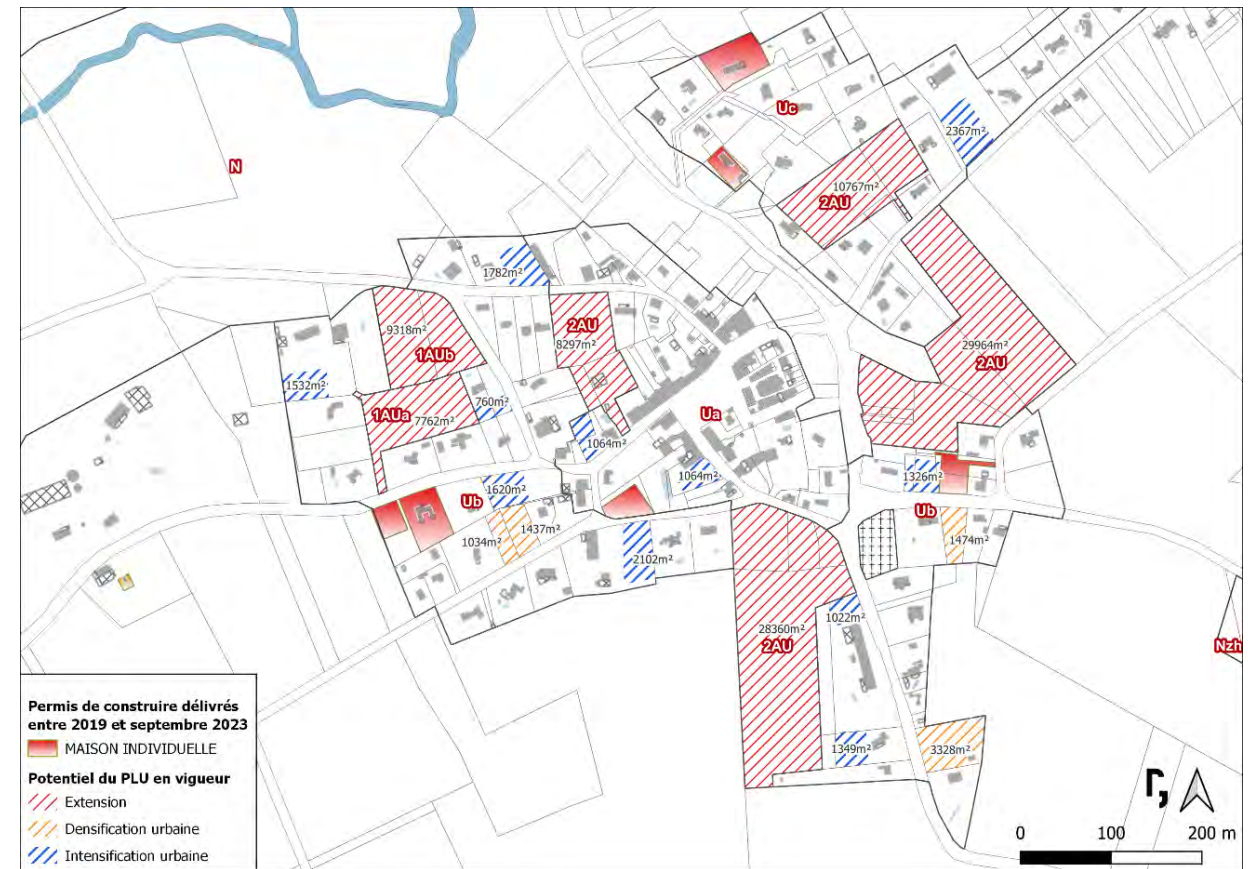 Uc
2367m²
N
10767m²
2AU
1782m²
9318m²
1AUb
2AU
8297m²
29964m²
2AU
1532m²
760m²
1AUa
7762m²
Ua
1064m²
1064m²
1326m²
1620m²
Ub
Ub
1437m²
1034m²
1474m²
2102m²
1022m²
28360m²
2AU
Nzh
1349m²
3328m²
Permis de construire délivrés
entre 2019 et septembre 2023
MAISON INDIVIDUELLE
Potentiel du PLU en vigueur
Extension
Densification urbaine
Intensification urbaine
0 100 200 m